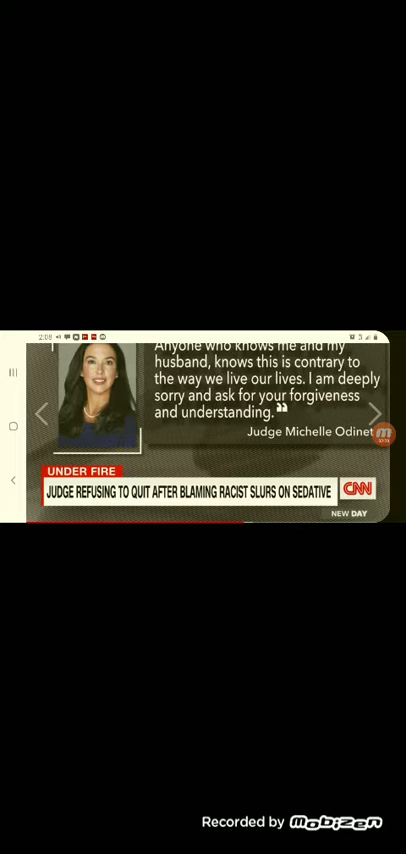 2:08
Anyone who knows me and my
husband, knows this is contrary to
the way we live our lives. I am deeply
sorry and ask for your forgiveness
and understanding.”
Judge Michelle Odinet
UNDER FIRE
JUDGE REFUSING TO QUIT AFTER BLAMING RACIST SLURS ON SEDATIVE
CNN
NEW DAY
Recorded by Mobizen